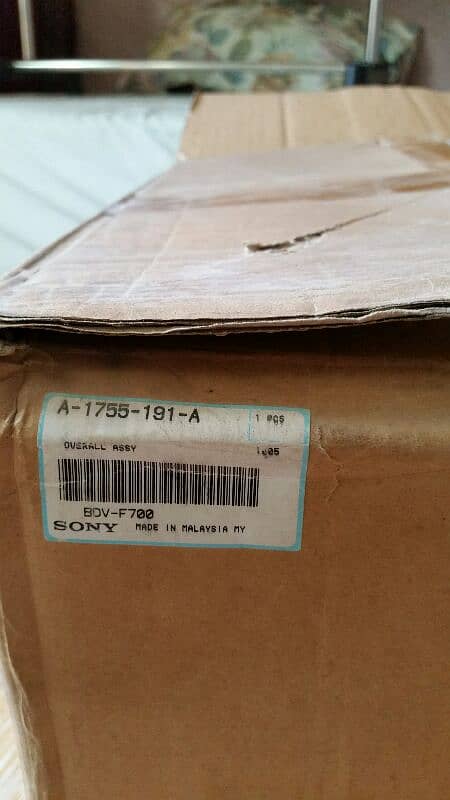 A-1755-191-A
1 PCS
OVERALL ASSY
BDV-F700
SONY MADE IN MALAYSIA MY